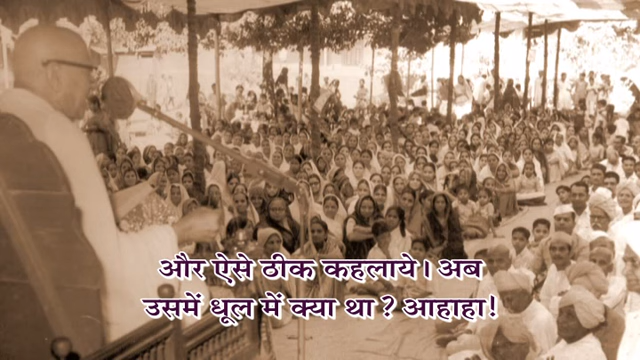 और ऐसे ठीक कहलाये। अब
उसमें धूल में क्या था? आहाहा!